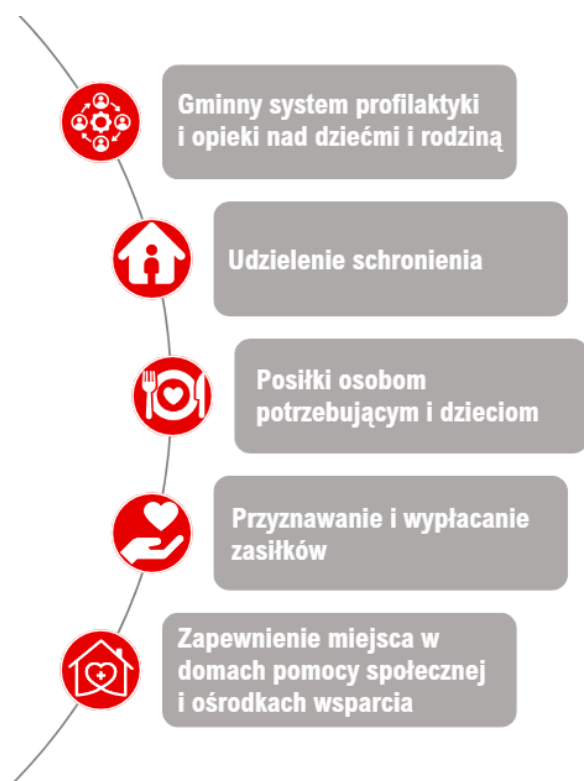 Gminny system profilaktyki
i opieki nad dziećmi i rodziną
Udzielenie schronienia
Posiłki osobom
potrzebującym i dzieciom
Przyznawanie i wypłacanie
zasiłków
Zapewnienie miejsca w
domach pomocy społecznej
i ośrodkach wsparcia